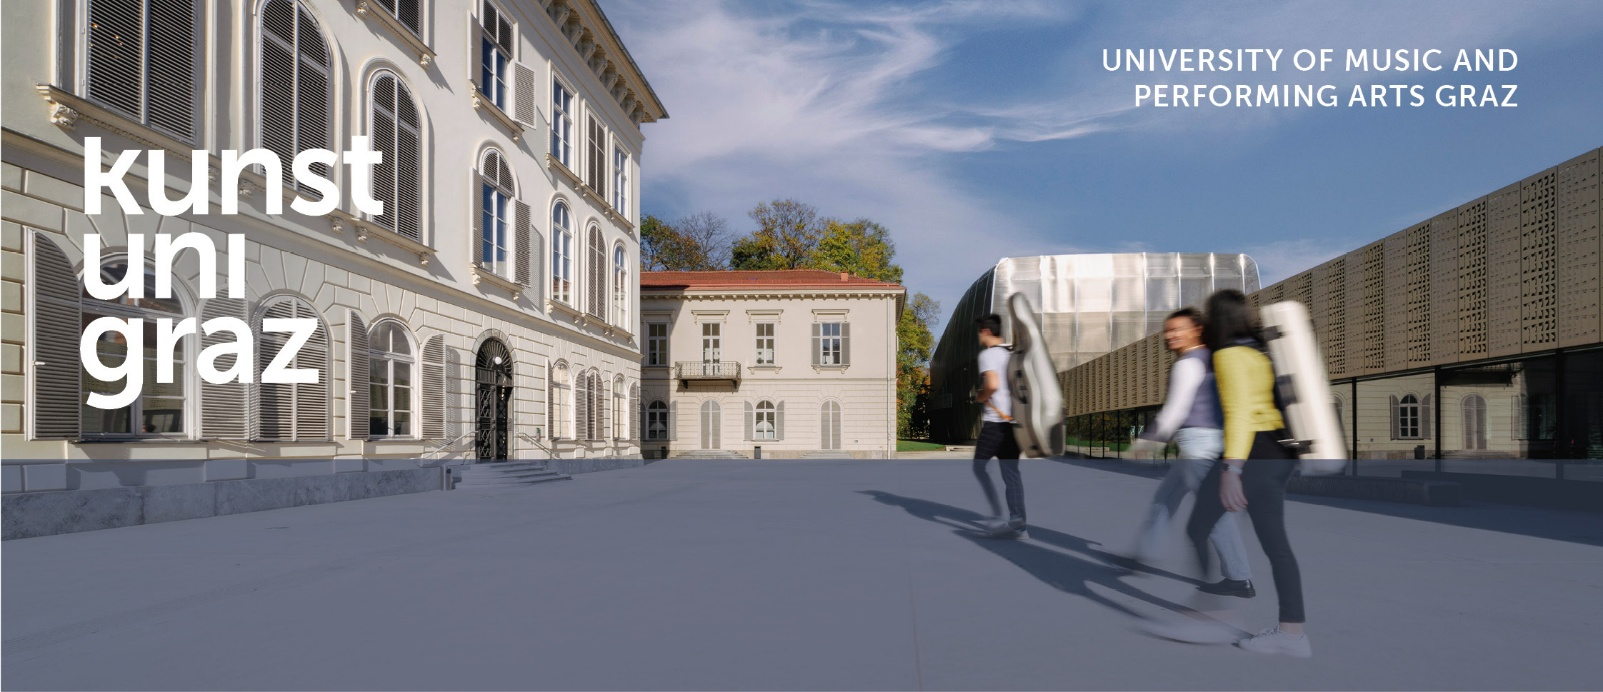 kunst
uni
graz
UNIVERSITY OF MUSIC AND
PERFORMING ARTS GRAZ